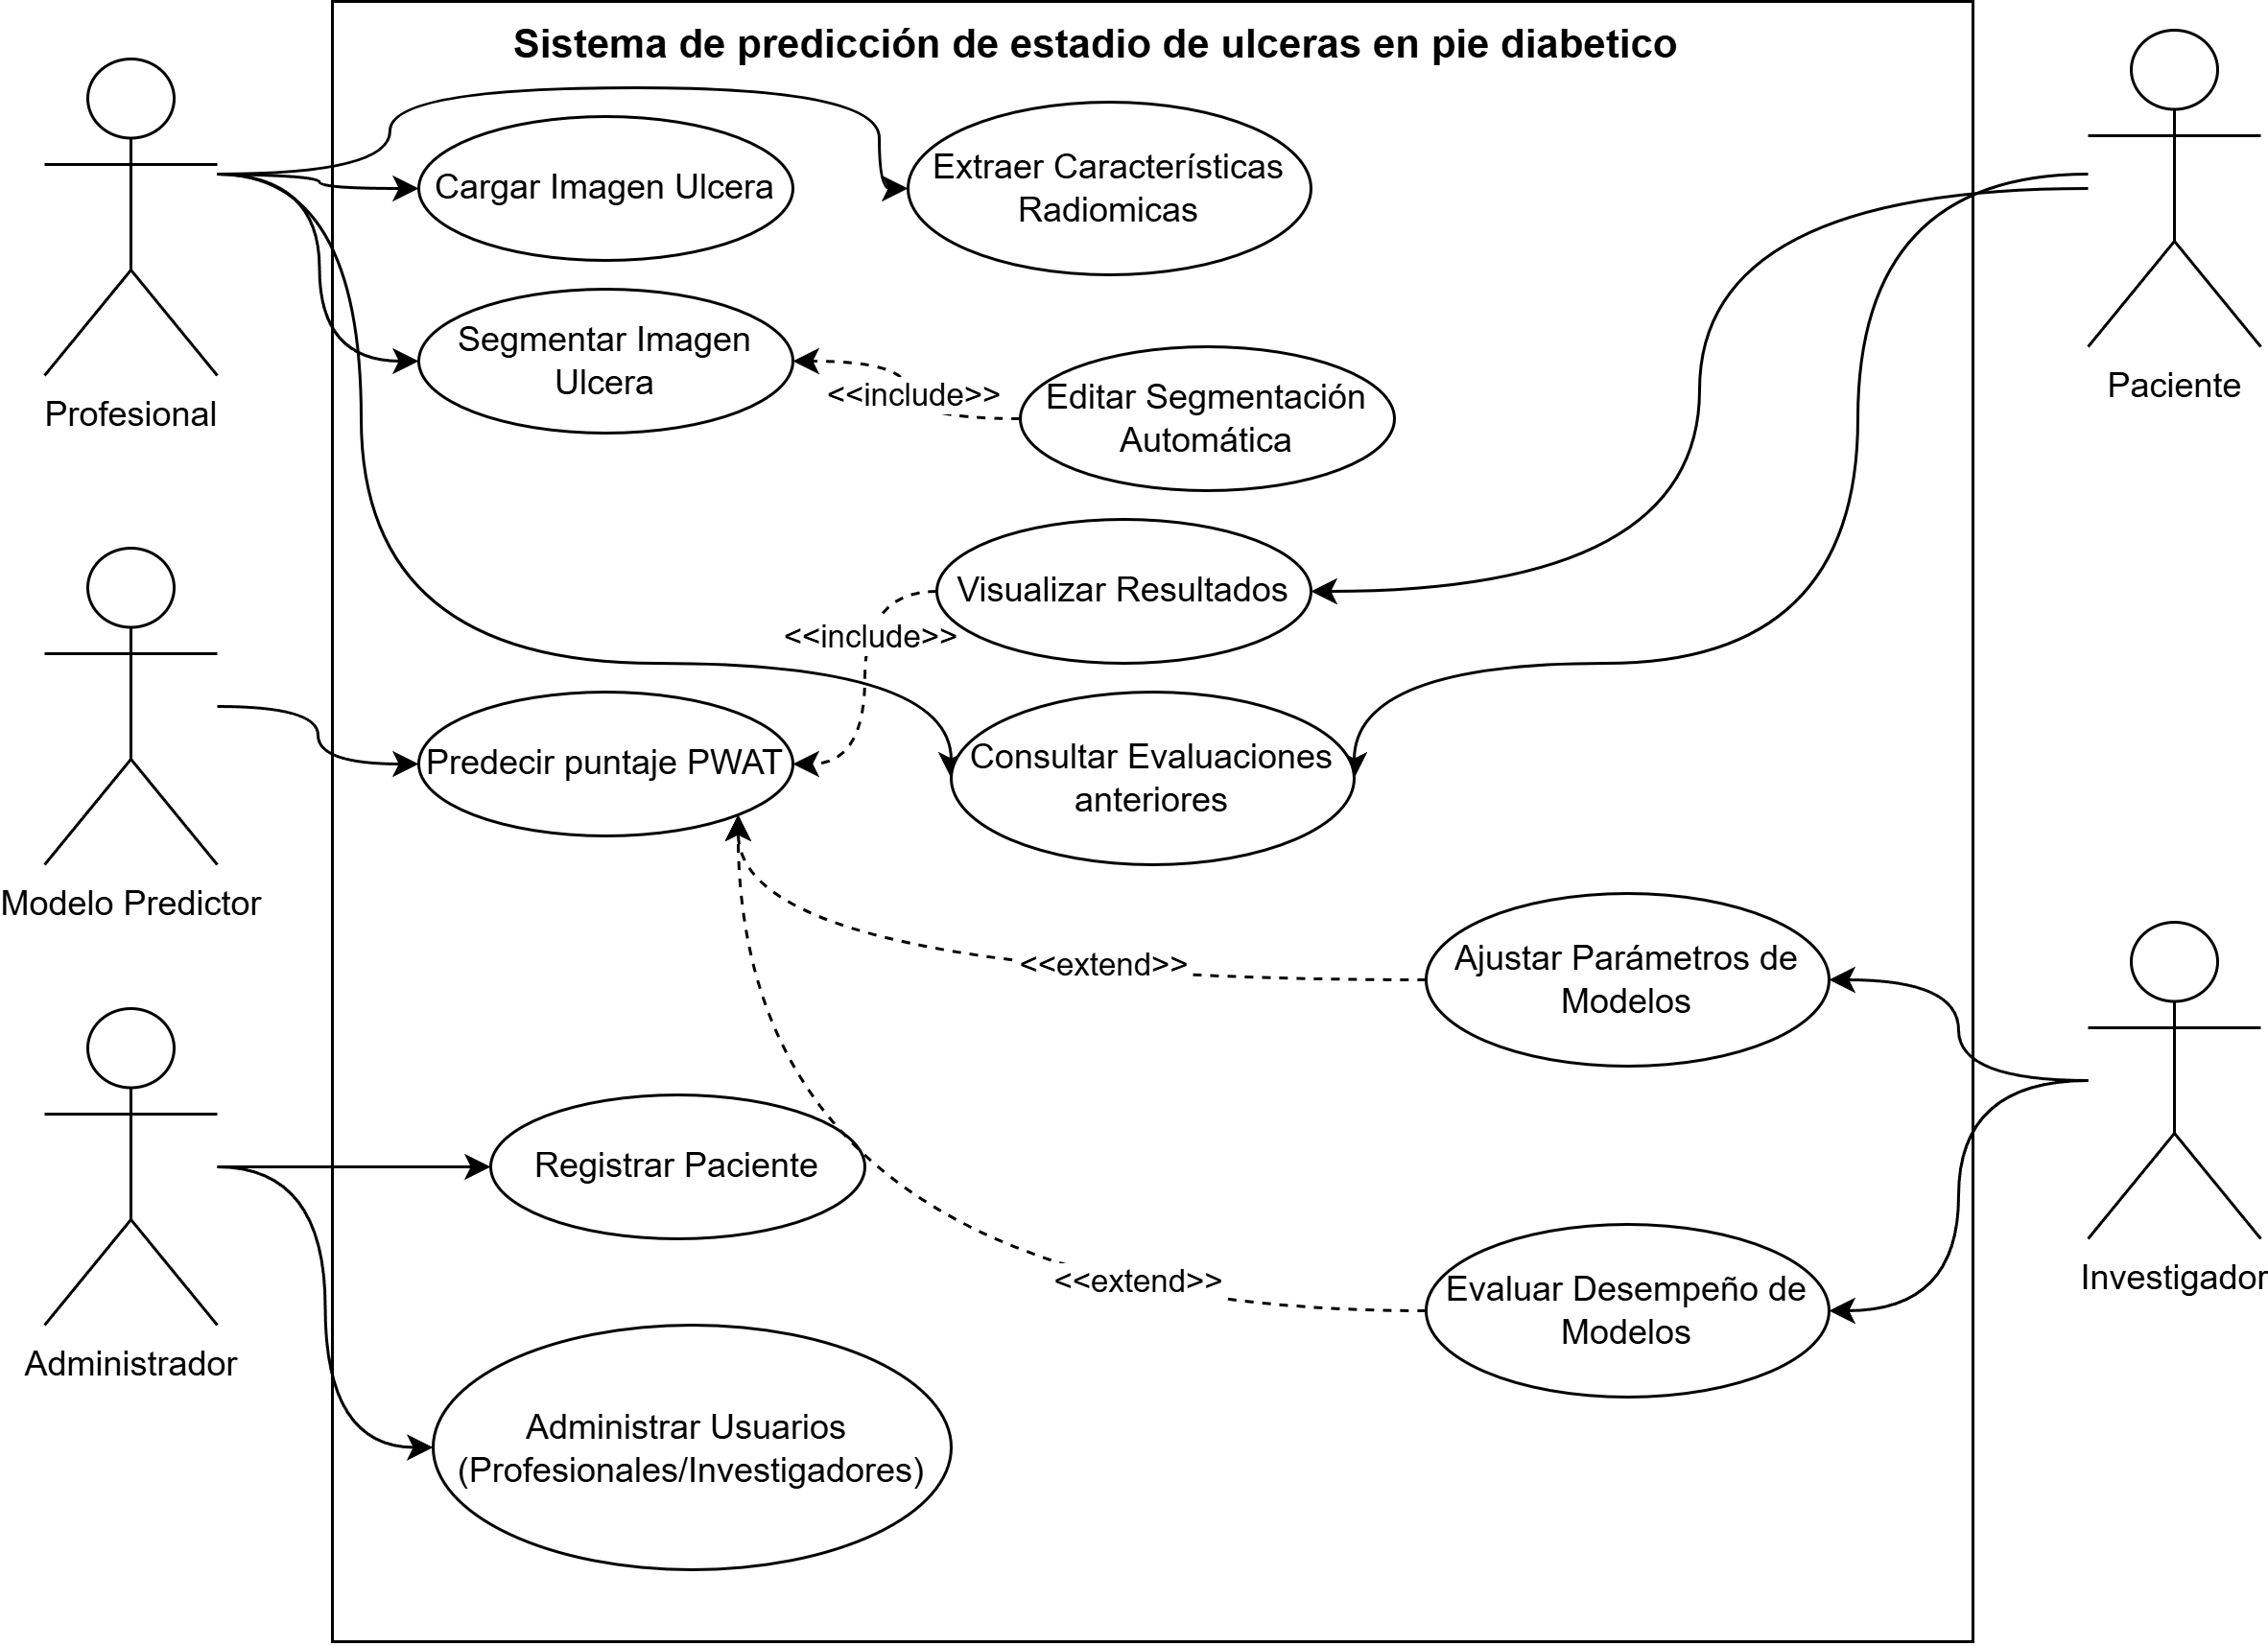 Sistema de predicción de estadio de ulceras en pie diabetico
Cargar Imagen Ulcera
Extraer Características
Radiomicas
Segmentar Imagen
Ulcera
<<include>>
Editar Segmentación
Automática
Profesional
Paciente
Visualizar Resultados
<<include>>
Predecir puntaje PWAT
Consultar Evaluaciones
anteriores
Modelo Predictor
<<extend>>
Ajustar Parámetros de
Modelos
Registrar Paciente
<<extend>>
Evaluar Desempeño de
Modelos
Investigador
Administrador
Administrar Usuarios
(Profesionales/Investigadores)